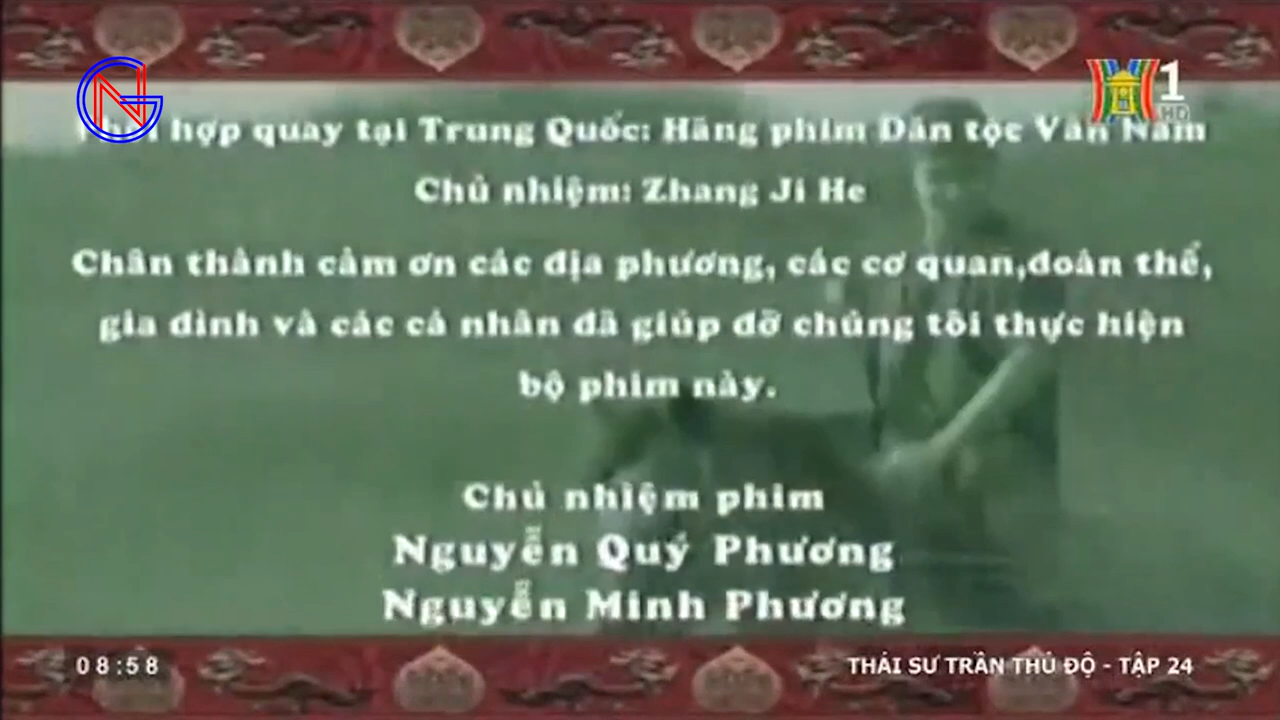 GN
1
HD
hợp quay tại Trung Quốc: Hãng phim Dân tộc Vân Nam
Chủ nhiệm: Zhang Ji He
Chân thành cảm ơn các địa phương, các cơ quan,đoàn thể,
gia đình và các cá nhân đã giúp đỡ chúng tôi thực hiện
bộ phim này.
Chủ nhiệm phim
Nguyễn Quý Phương
Nguyễn Minh Phương
08:58
THÁI SƯ TRẦN THỦ ĐỘ - TẬP 24